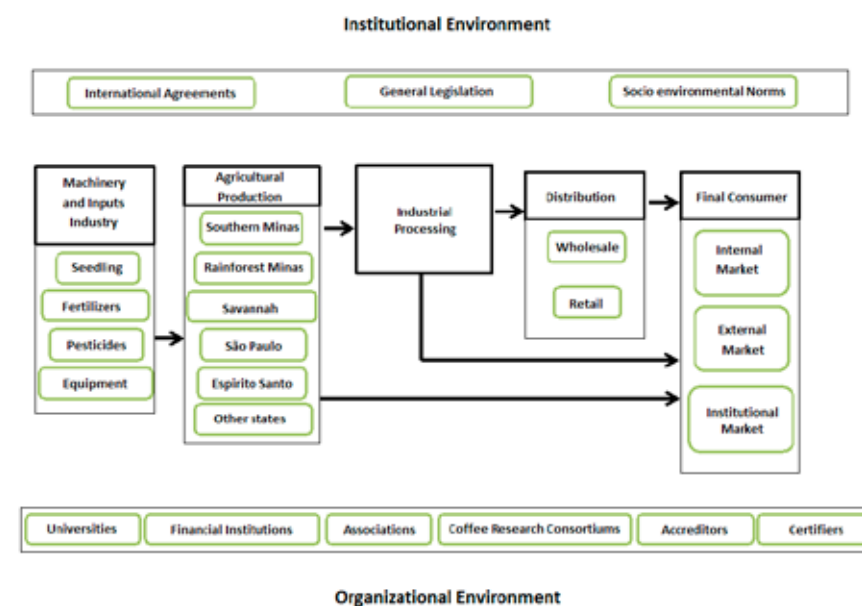 Institutional Environment
International Agreements
General Legislation
Socio environmental Norms
Machinery
and Inputs
Industry
Seedling
Fertilizers
Pesticides
Equipment
Agricultural
Production
Southern Minas
Rainforest Minas
Savannah
São Paulo
Espirito Santo
Other states
Industrial
Processing
Distribution
Wholesale
Retail
Final Consumer
Internal
Market
External
Market
Institutional
Market
Universities
Financial Institutions
Associations
Coffee Research Consortiums
Accreditors
Certifiers
Organizational Environment